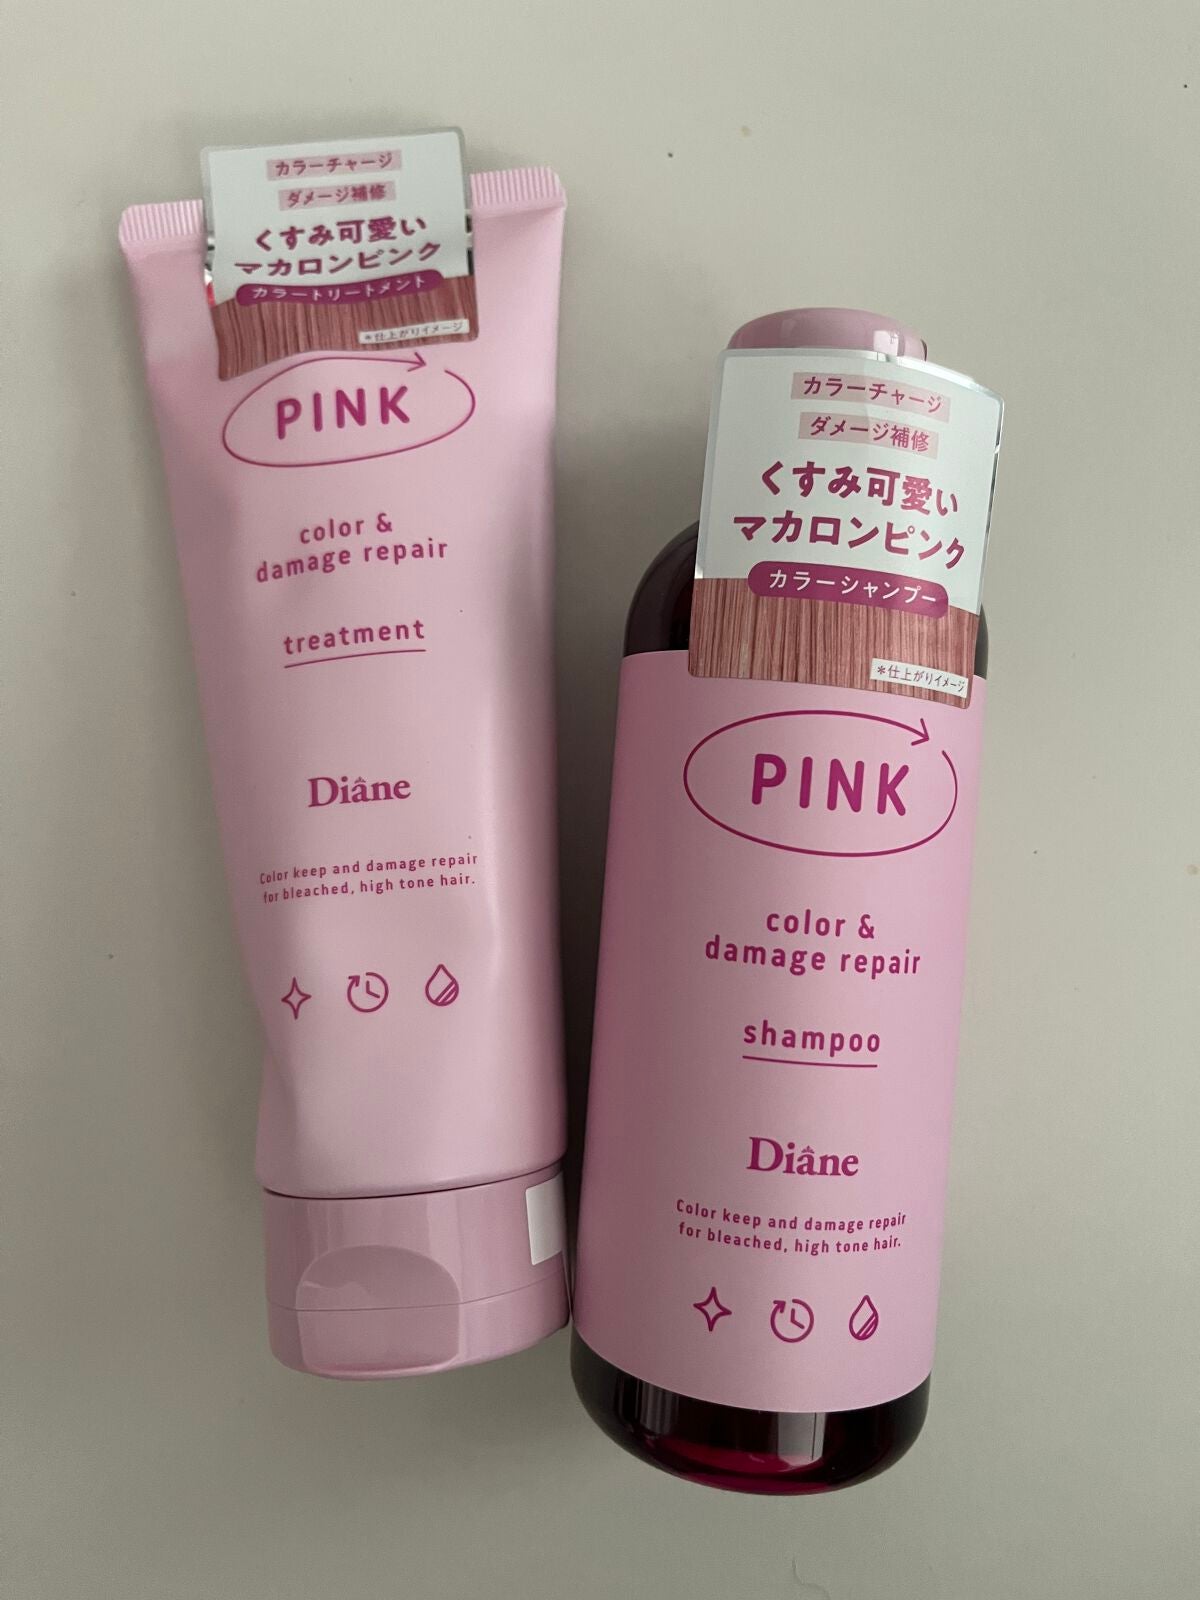 カラーチャージ
ダメージ補修
くすみ可愛い
マカロンピンク
カラートリートメント
*仕上がりイメージ
PINK
color &
damage repair
treatment
Diâne
Color keep and damage repair
for bleached, high tone hair.
カラーチャージ
ダメージ補修
くすみ可愛い
マカロンピンク
カラーシャンプー
*仕上がりイメージ
PINK
color &
damage repair
shampoo
Diâne
Color keep and damage repair
for bleached, high tone hair.